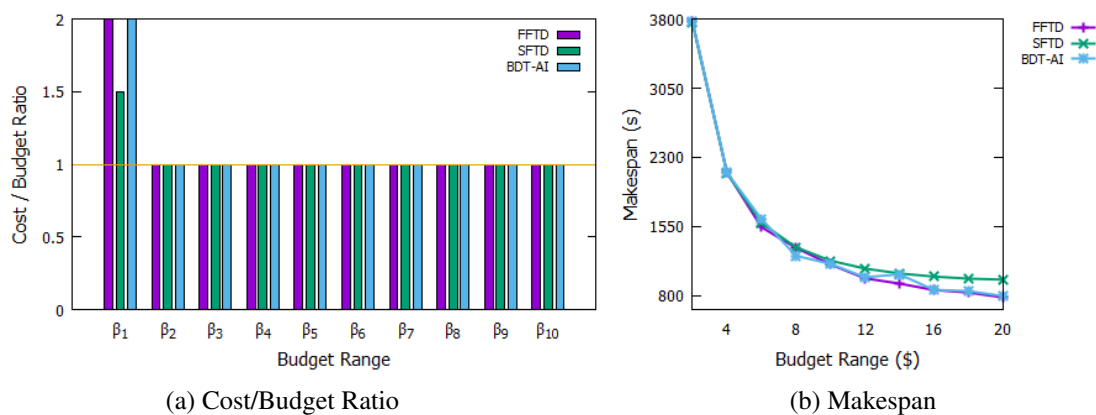 2
1.5
1
0.5
0
Cost / Budget Ratio
FFTD
SFTD
BDT-AI
β1 β2 β3 β4 β5 β6 β7 β8 β9 β10
Budget Range
(a) Cost/Budget Ratio
3800
3050
2300
1550
800
Makespan (s)
FFTD
SFTD
BDT-AI
4 8 12 16 20
Budget Range ($)
(b) Makespan